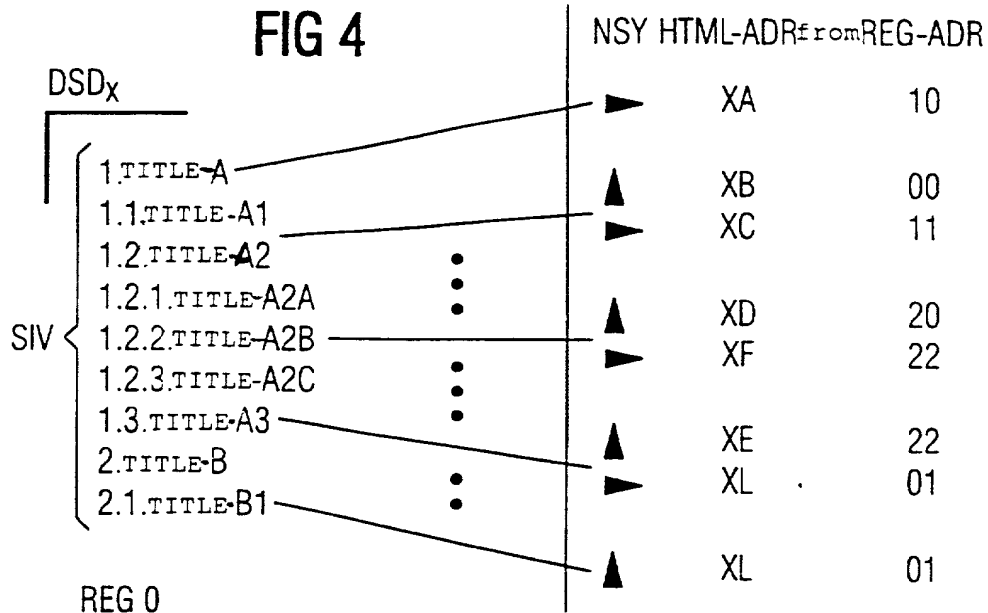 FIG 4
NSY HTML-ADR from REG-ADR
DSDX
XA 10
1.TITLE-A
XB 00
1.1.TITLE-A1
XC 11
1.2.TITLE-A2
1.2.1.TITLE-A2A
XD 20
SIV
1.2.2.TITLE-A2B
XF 22
1.2.3.TITLE-A2C
1.3.TITLE-A3
XE 22
2.TITLE-B
XL 01
2.1.TITLE-B1
XL 01
REG 0